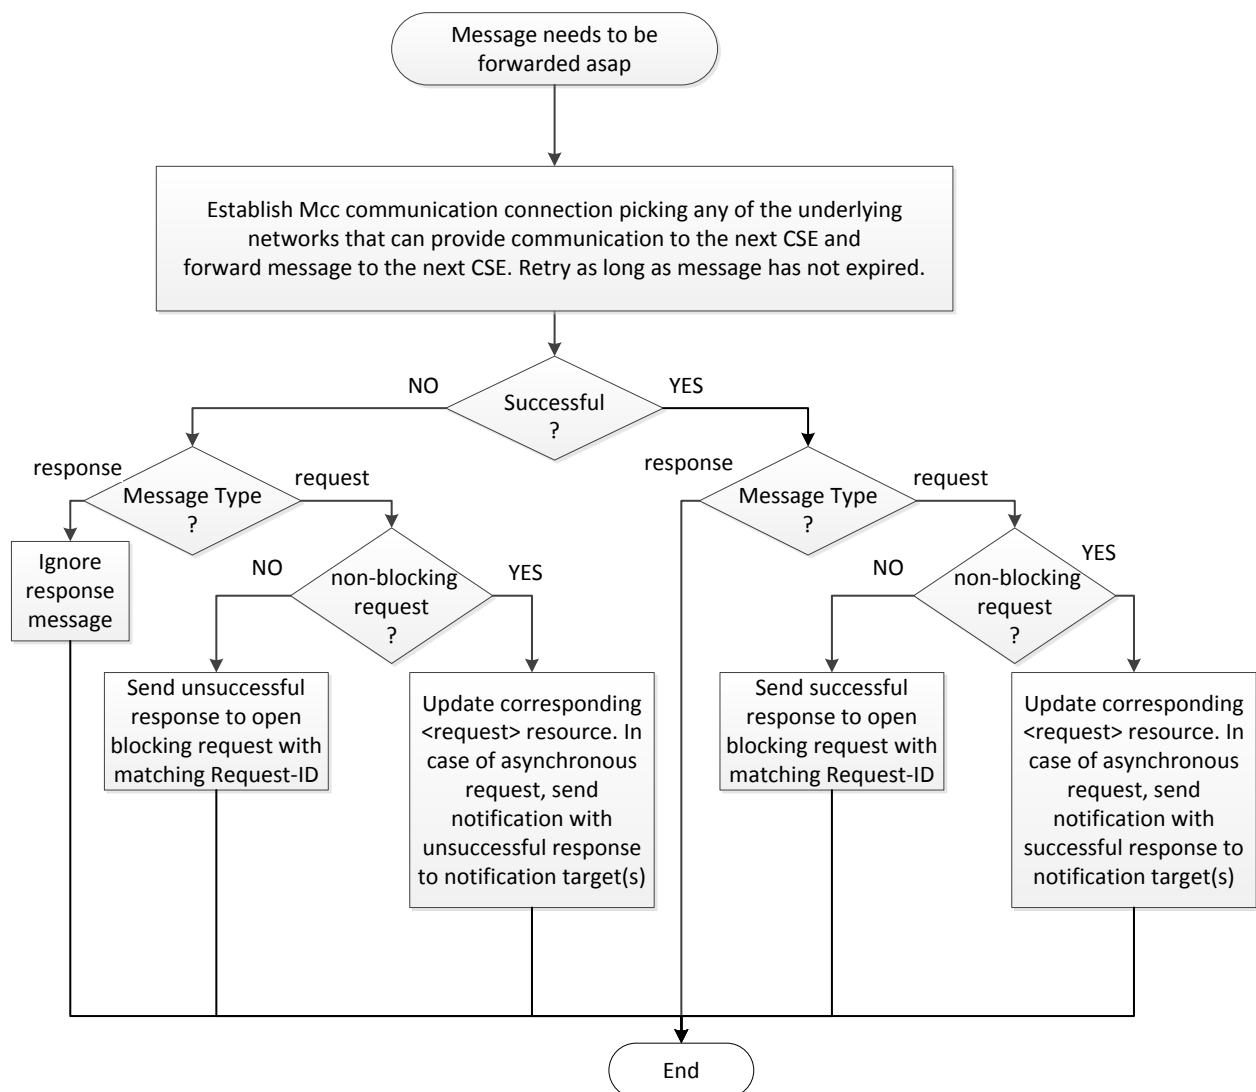 Message needs to be
forwarded asap
Establish Mcc communication connection picking any of the underlying
networks that can provide communication to the next CSE and
forward message to the next CSE. Retry as long as message has not expired.
NO
YES
Successful
?
response
request
Message Type
?
response
request
Message Type
?
Ignore
response
message
NO
YES
non-blocking
request
?
NO
YES
non-blocking
request
?
Send unsuccessful
response to open
blocking request with
matching Request-ID
Update corresponding
<request> resource. In
case of asynchronous
request, send
notification with
unsuccessful response
to notification target(s)
Send successful
response to open
blocking request with
matching Request-ID
Update corresponding
<request> resource. In
case of asynchronous
request, send
notification with
successful response to
notification target(s)
End